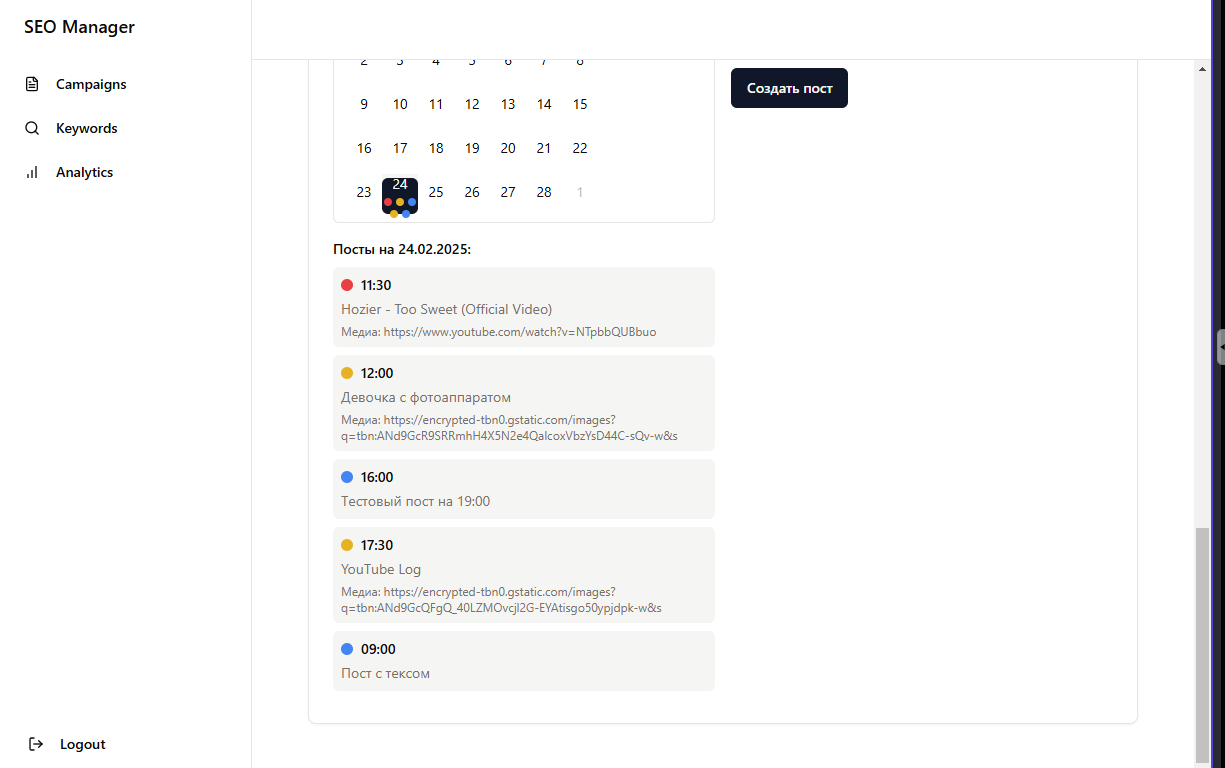 SEO Manager
Campaigns
Keywords
Analytics
Logout
2 3 4 5 6 7 8
9 10 11 12 13 14 15
16 17 18 19 20 21 22
23 24 25 26 27 28 1
Создать пост
Посты на 24.02.2025:
11:30
Hozier - Too Sweet (Official Video)
Медиа: https://www.youtube.com/watch?v=NTpbbQUBbuo
12:00
Девочка с фотоаппаратом
Медиа: https://encrypted-tbn0.gstatic.com/images?
q=tbn:ANd9GcR9SRRmhH4X5N2e4QalcoxVbzYsD44C-sQv-w&s
16:00
Тестовый пост на 19:00
17:30
YouTube Log
Медиа: https://encrypted-tbn0.gstatic.com/images?
q=tbn:ANd9GcQFgQ_40LZMOvcjl2G-EYAtisgo50ypjdpk-w&s
09:00
Пост с тексом